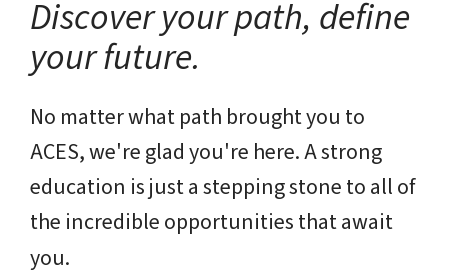 Discover your path, define
your future.
No matter what path brought you to
ACES, we're glad you're here. A strong
education is just a stepping stone to all of
the incredible opportunities that await
you.